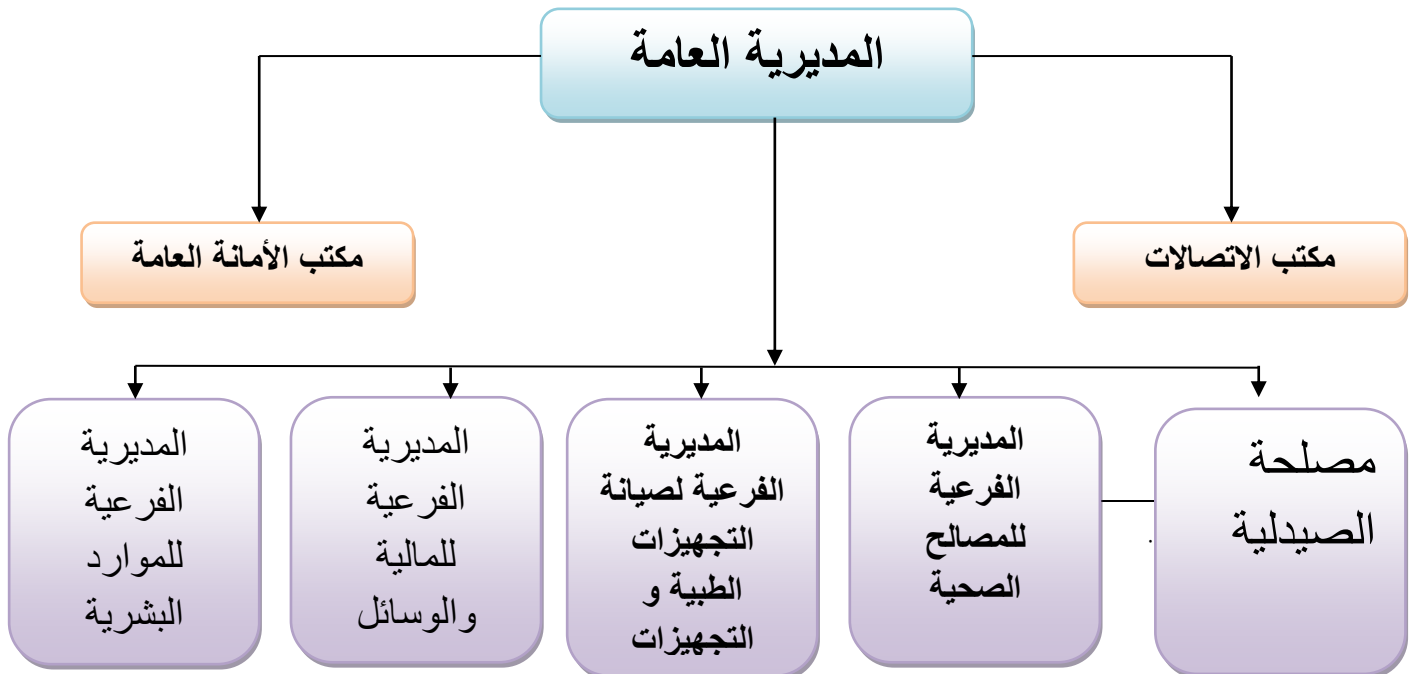 المديرية العامة
مكتب الاتصالات
مكتب الأمانة العامة
مصلحة
الصيدلية
.
المديرية
الفرعية
للمصالح
الصحية
المديرية
الفرعية لصيانة
التجهيزات
الطبية و
التجهيزات
المديرية
الفرعية
للمالية
والوسائل
المديرية
الفرعية
للموارد
البشرية